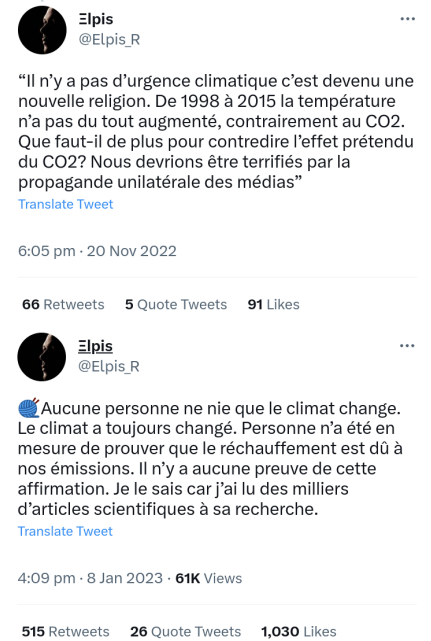 Ξlpis
@Elpis_R
“Il n’y a pas d’urgence climatique c’est devenu une
nouvelle religion. De 1998 à 2015 la température
n’a pas du tout augmenté, contrairement au CO2.
Que faut-il de plus pour contredire l’effet prétendu
du CO2? Nous devrions être terrifiés par la
propagande unilatérale des médias”
Translate Tweet
6:05 pm · 20 Nov 2022
66 Retweets 5 Quote Tweets 91 Likes
Ξlpis
@Elpis_R
🧶Aucune personne ne nie que le climat change.
Le climat a toujours changé. Personne n’a été en
mesure de prouver que le réchauffement est dû à
nos émissions. Il n’y a aucune preuve de cette
affirmation. Je le sais car j’ai lu des milliers
d’articles scientifiques à sa recherche.
Translate Tweet
4:09 pm · 8 Jan 2023 · 61K Views
515 Retweets 26 Quote Tweets 1,030 Likes